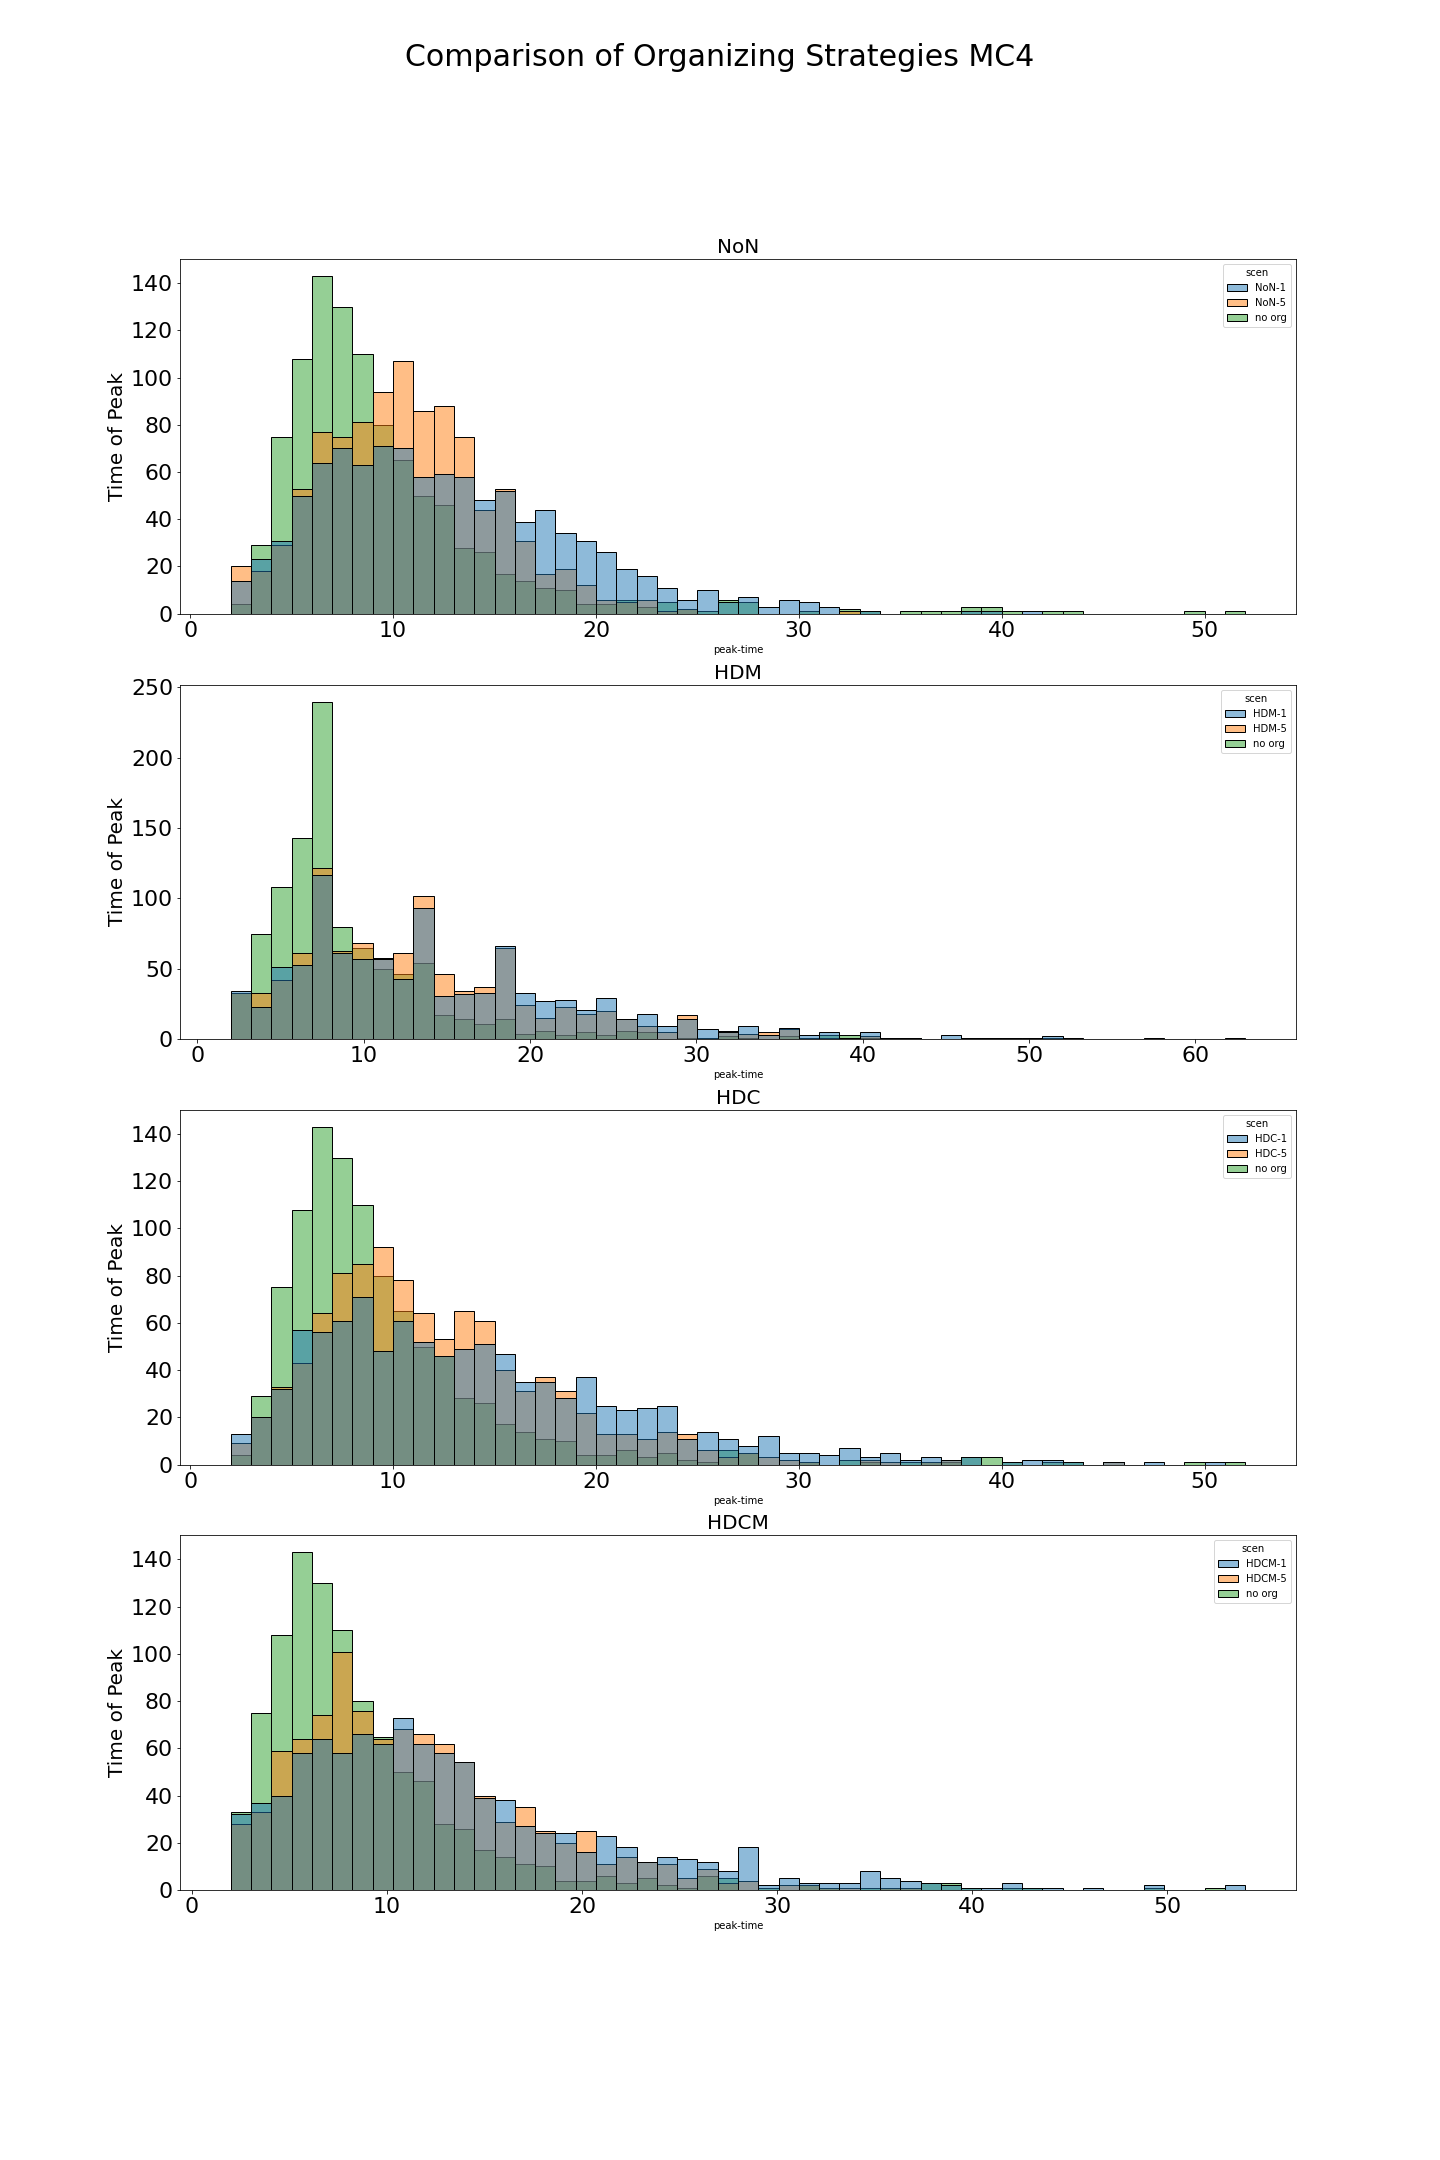 Comparison of Organizing Strategies MC4
NoN
Time of Peak
140
120
100
80
60
40
20
0
scen
NoN-1
NoN-5
no org
0 10 20 30 40 50
peak-time
HDM
Time of Peak
250
200
150
100
50
0
scen
HDM-1
HDM-5
no org
0 10 20 30 40 50 60
peak-time
HDC
Time of Peak
140
120
100
80
60
40
20
0
scen
HDC-1
HDC-5
no org
0 10 20 30 40 50
peak-time
HDCM
Time of Peak
140
120
100
80
60
40
20
0
scen
HDCM-1
HDCM-5
no org
0 10 20 30 40 50
peak-time